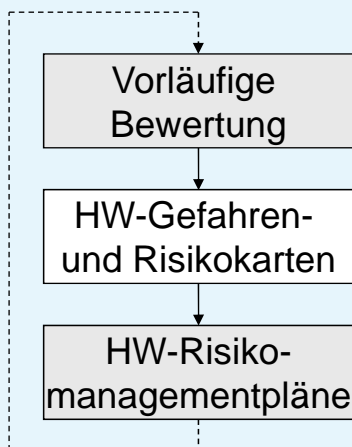 Vorläufige
Bewertung
HW-Gefahren-
und Risikokarten
HW-Risiko-
managementpläne